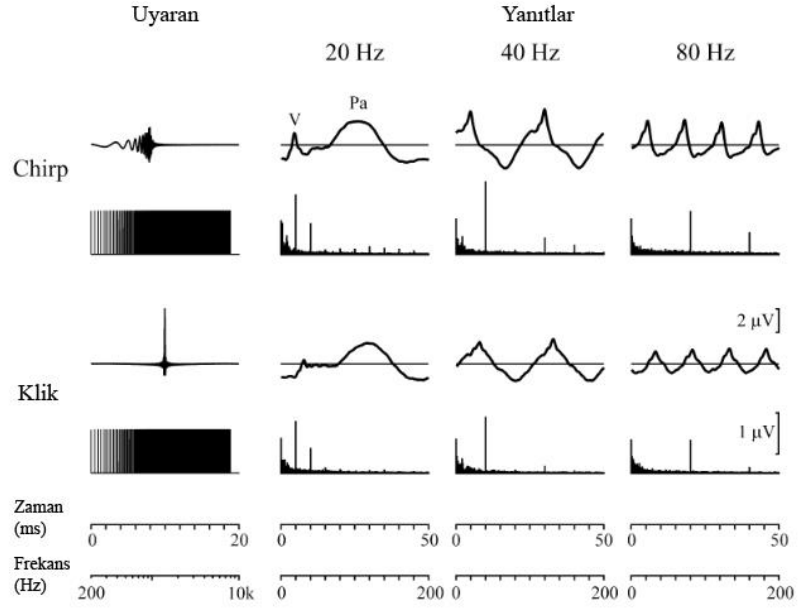 Uyaran Yanıtlar
20 Hz 40 Hz 80 Hz
V Pa
Chirp
2 µV
Klik
1 µV
Zaman
(ms)
0 20 0 50 0 50 0 50
Frekans
(Hz)
200 10k 0 200 0 200 0 200